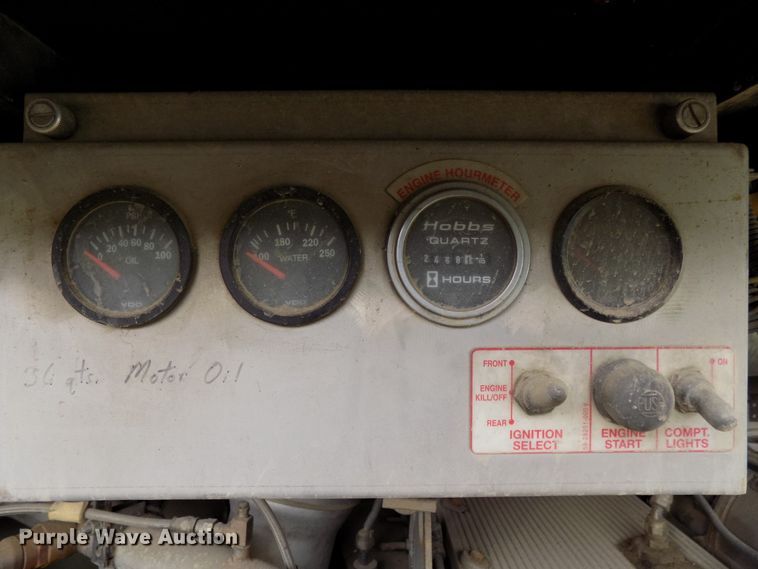 ENGINE HOURMETER
PSI
0 20 40 60 80 100
OIL
VDO
°F
100 180 220 250
WATER
VDO
Hobbs
QUARTZ
HOURS
36 qts. Motor Oil
FRONT
ENGINE
KILL/OFF
REAR
IGNITION
SELECT
PUSH
ENGINE
START
ON
COMPT.
LIGHTS
Purple Wave Auction